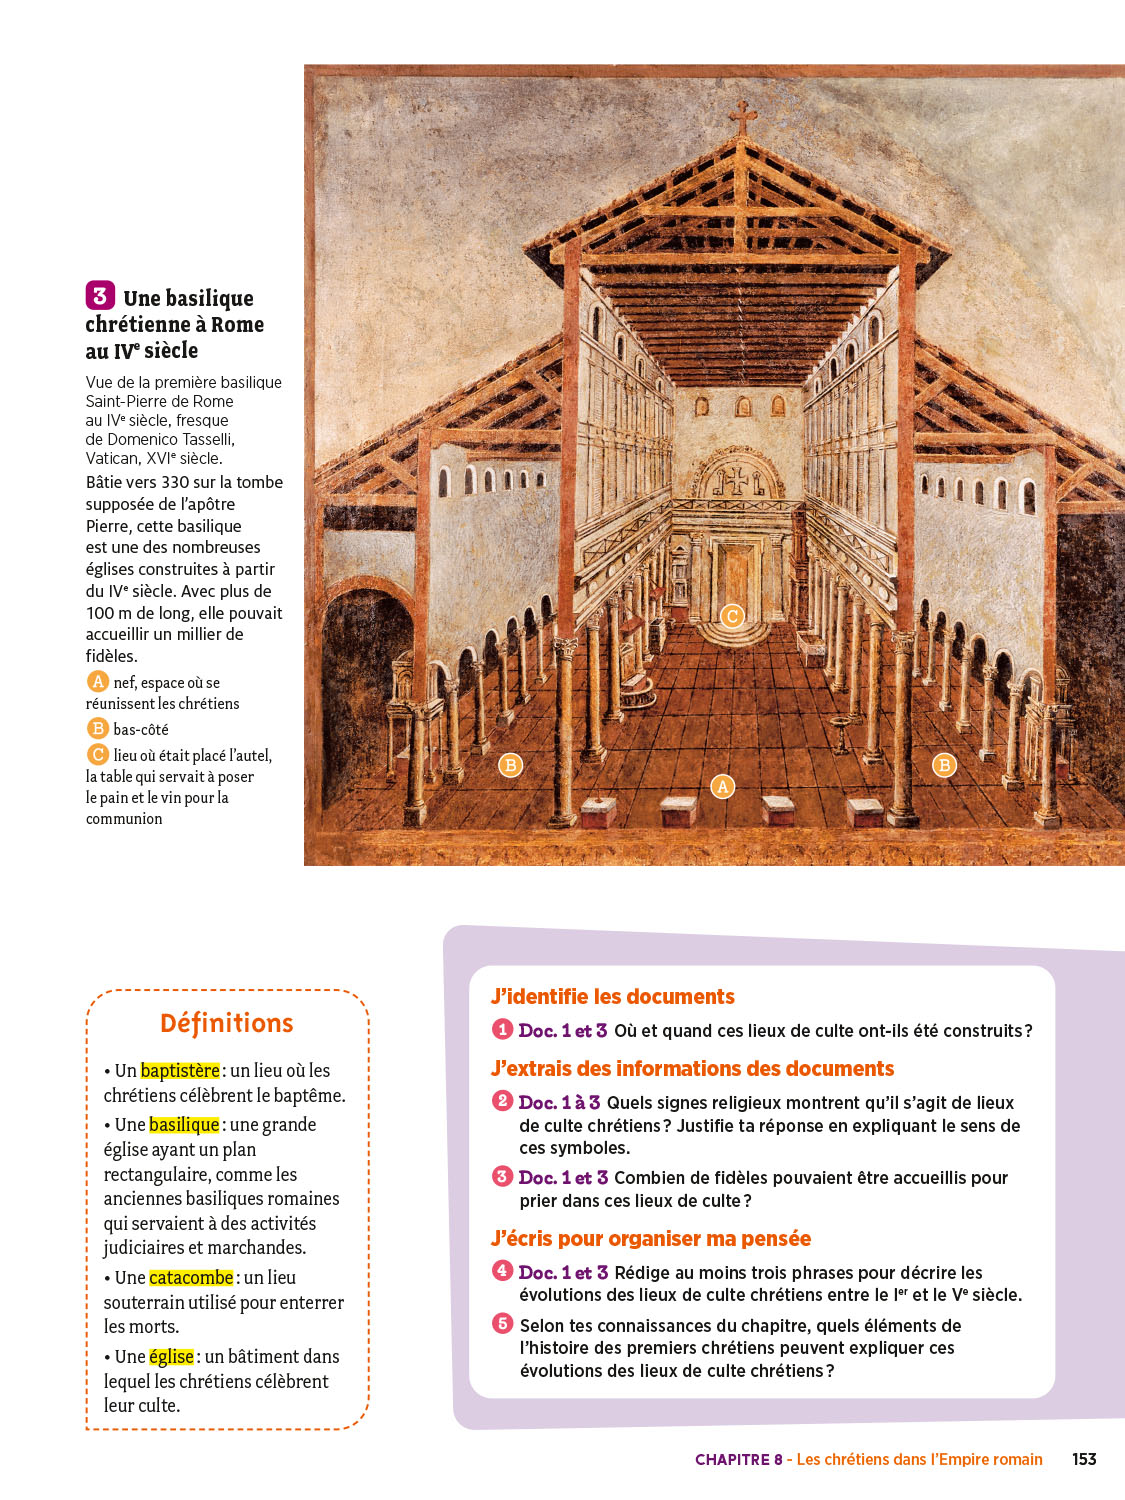 3 Une basilique
chrétienne à Rome
au IVe siècle
Vue de la première basilique
Saint-Pierre de Rome
au IVe siècle, fresque
de Domenico Tasselli,
Vatican, XVIe siècle.
Bâtie vers 330 sur la tombe
supposée de l'apôtre
Pierre, cette basilique
est une des nombreuses
églises construites à partir
du IVe siècle. Avec plus de
100 m de long, elle pouvait
accueillir un millier de
fidèles.
A nef, espace où se
réunissent les chrétiens
B bas-côté
C lieu où était placé l'autel,
la table qui servait à poser
le pain et le vin pour la
communion
C
B
A
B
Définitions
• Un baptistère : un lieu où les
chrétiens célèbrent le baptême.
• Une basilique : une grande
église ayant un plan
rectangulaire, comme les
anciennes basiliques romaines
qui servaient à des activités
judiciaires et marchandes.
• Une catacombe : un lieu
souterrain utilisé pour enterrer
les morts.
• Une église : un bâtiment dans
lequel les chrétiens célèbrent
leur culte.
J'identifie les documents
1 Doc. 1 et 3 Où et quand ces lieux de culte ont-ils été construits ?
J'extrais des informations des documents
2 Doc. 1 à 3 Quels signes religieux montrent qu'il s'agit de lieux
de culte chrétiens ? Justifie ta réponse en expliquant le sens de
ces symboles.
3 Doc. 1 et 3 Combien de fidèles pouvaient être accueillis pour
prier dans ces lieux de culte ?
J'écris pour organiser ma pensée
4 Doc. 1 et 3 Rédige au moins trois phrases pour décrire les
évolutions des lieux de culte chrétiens entre le Ier et le Ve siècle.
5 Selon tes connaissances du chapitre, quels éléments de
l'histoire des premiers chrétiens peuvent expliquer ces
évolutions des lieux de culte chrétiens ?
CHAPITRE 8 - Les chrétiens dans l'Empire romain 153